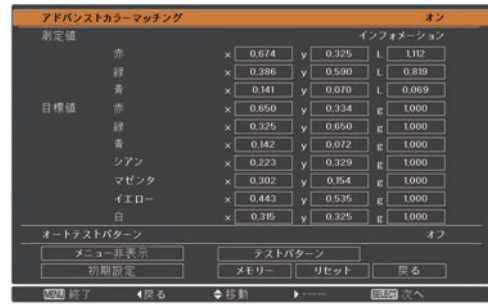 アドバンストカラーマッチング オン
測定値 インフォメーション
赤 x 0.674 y 0.325 L 1.112
緑 x 0.386 y 0.590 L 0.819
青 x 0.141 y 0.070 L 0.069
目標値 赤 x 0.650 y 0.334 g 1.000
緑 x 0.325 y 0.650 g 1.000
青 x 0.142 y 0.072 g 1.000
シアン x 0.223 y 0.329 g 1.000
マゼンタ x 0.302 y 0.154 g 1.000
イエロー x 0.443 y 0.535 g 1.000
白 x 0.315 y 0.325 g 1.000
オートテストパターン オフ
メニュー非表示 テストパターン
初期設定 メモリー リセット 戻る
MENU 終了 ◀戻る ◆移動 ▶ ----- SELECT 次へ